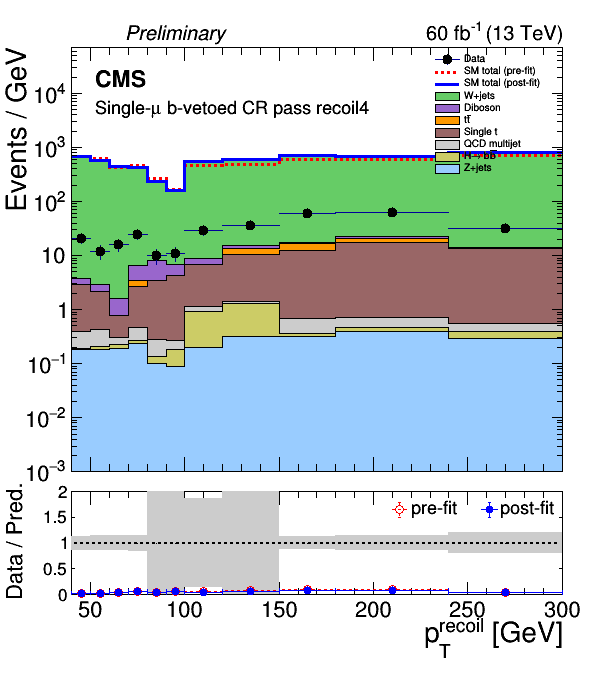 Preliminary
60 fb⁻¹ (13 TeV)
CMS
Single-μ b-vetoed CR pass recoil4
Data
SM total (pre-fit)
SM total (post-fit)
W+jets
Diboson
tt̄
Single t
QCD multijet
H→bb̄
Z+jets
Events / GeV
10⁴
10³
10²
10
1
10⁻¹
10⁻²
10⁻³
Data / Pred.
2
1.5
1
0.5
0
pre-fit
post-fit
50 100 150 200 250 300
p_T^recoil [GeV]